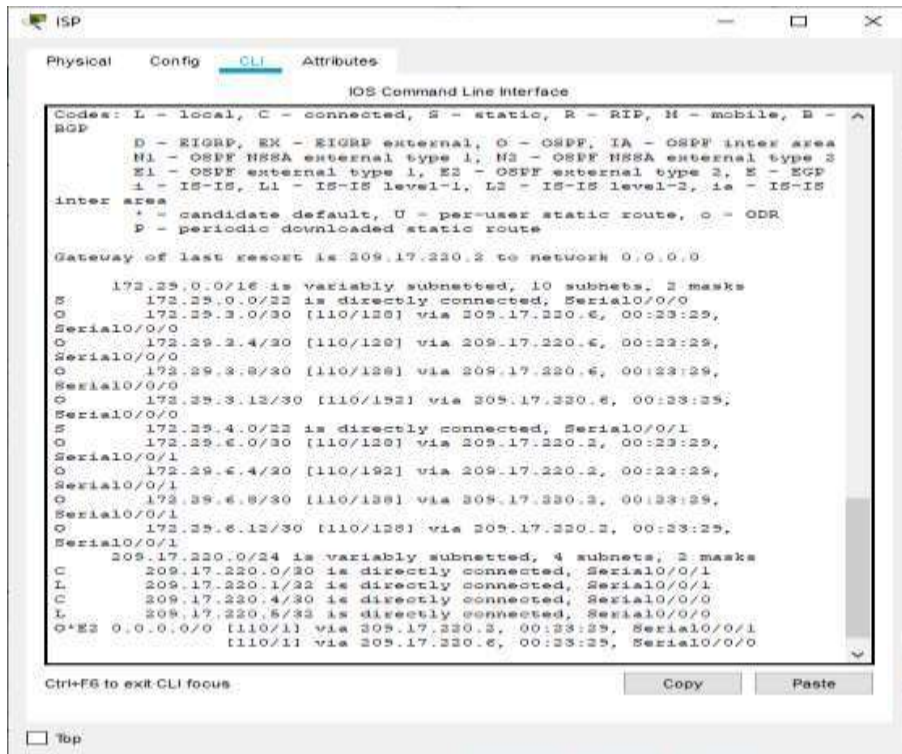 ISP
Physical Config CLI Attributes
IOS Command Line Interface
Codes: L - local, C - connected, S - static, R - RIP, M - mobile, B -
BGP
D - EIGRP, EX - EIGRP external, O - OSPF, IA - OSPF inter area
N1 - OSPF NSSA external type 1, N2 - OSPF NSSA external type 2
E1 - OSPF external type 1, E2 - OSPF external type 2, E - EGP
i - IS-IS, L1 - IS-IS level-1, L2 - IS-IS level-2, ia - IS-IS
inter area
* - candidate default, U - per-user static route, o - ODR
P - periodic downloaded static route
Gateway of last resort is 209.17.220.2 to network 0.0.0.0
172.29.0.0/16 is variably subnetted, 10 subnets, 2 masks
S 172.29.0.0/22 is directly connected, Serial0/0/0
O 172.29.3.0/30 [110/128] via 209.17.220.6, 00:23:29,
Serial0/0/0
O 172.29.3.4/30 [110/128] via 209.17.220.6, 00:23:29,
Serial0/0/0
O 172.29.3.8/30 [110/128] via 209.17.220.6, 00:23:29,
Serial0/0/0
O 172.29.3.12/30 [110/192] via 209.17.220.6, 00:23:29,
Serial0/0/0
S 172.29.4.0/22 is directly connected, Serial0/0/1
O 172.29.6.0/30 [110/128] via 209.17.220.2, 00:23:29,
Serial0/0/1
O 172.29.6.4/30 [110/192] via 209.17.220.2, 00:23:29,
Serial0/0/1
O 172.29.6.8/30 [110/128] via 209.17.220.2, 00:23:29,
Serial0/0/1
O 172.29.6.12/30 [110/128] via 209.17.220.2, 00:23:29,
Serial0/0/1
209.17.220.0/24 is variably subnetted, 4 subnets, 2 masks
C 209.17.220.0/30 is directly connected, Serial0/0/1
L 209.17.220.1/32 is directly connected, Serial0/0/1
C 209.17.220.4/30 is directly connected, Serial0/0/0
L 209.17.220.5/32 is directly connected, Serial0/0/0
O*E2 0.0.0.0/0 [110/1] via 209.17.220.2, 00:23:29, Serial0/0/1
[110/1] via 209.17.220.6, 00:23:29, Serial0/0/0
Ctrl+F6 to exit CLI focus
Copy Paste
Top